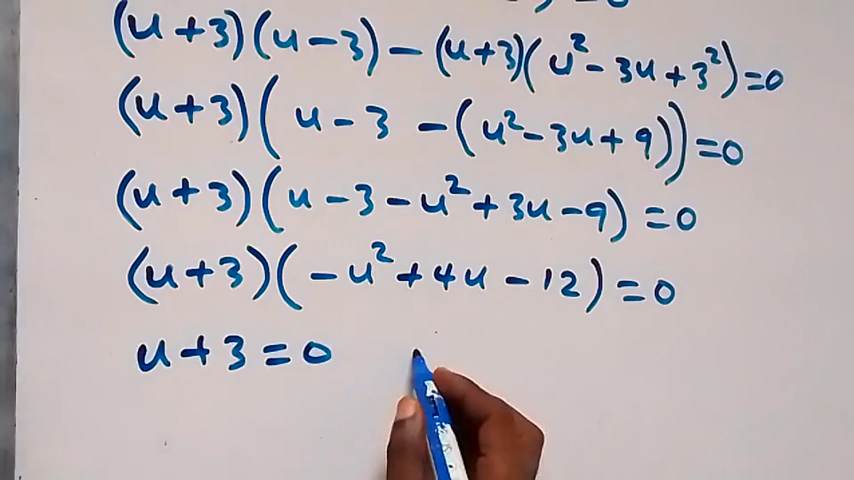 (u+3)(u-3)-(u+3)(u²-3u+3²)=0
(u+3)(u-3-(u²-3u+9))=0
(u+3)(u-3-u²+3u-9)=0
(u+3)(-u²+4u-12)=0
u+3=0